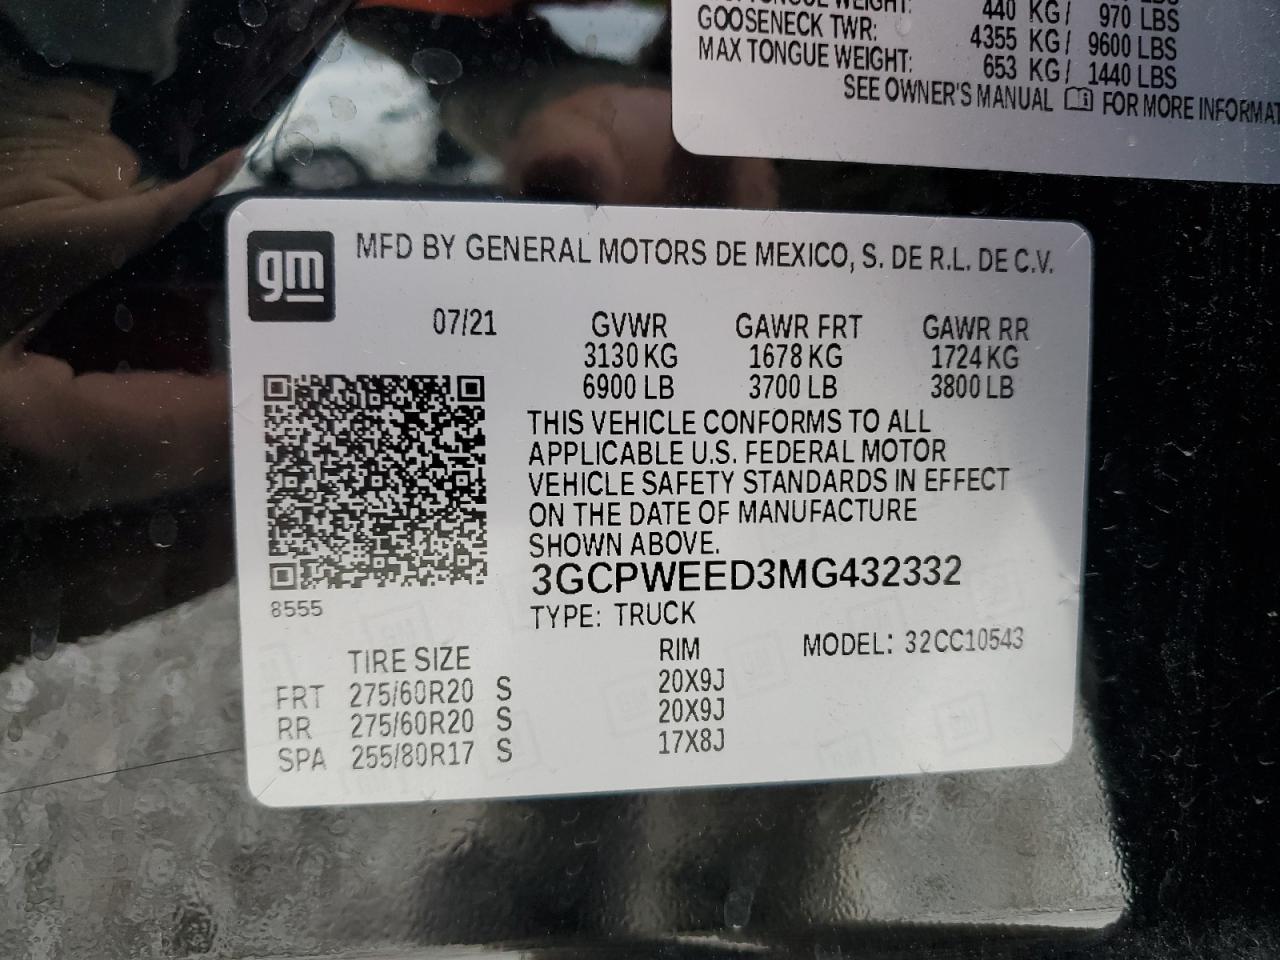 TONGUE WEIGHT: 440 KG/ 970 LBS
GOOSENECK TWR: 4355 KG/ 9600 LBS
MAX TONGUE WEIGHT: 653 KG/ 1440 LBS
SEE OWNER'S MANUAL FOR MORE INFORMAT
gm MFD BY GENERAL MOTORS DE MEXICO, S. DE R.L. DE C.V.
07/21 GVWR GAWR FRT GAWR RR
3130 KG 1678 KG 1724 KG
6900 LB 3700 LB 3800 LB
THIS VEHICLE CONFORMS TO ALL
APPLICABLE U.S. FEDERAL MOTOR
VEHICLE SAFETY STANDARDS IN EFFECT
ON THE DATE OF MANUFACTURE
SHOWN ABOVE.
3GCPWEED3MG432332
8555
TYPE: TRUCK
TIRE SIZE RIM MODEL: 32CC10543
FRT 275/60R20 S 20X9J
RR 275/60R20 S 20X9J
SPA 255/80R17 S 17X8J